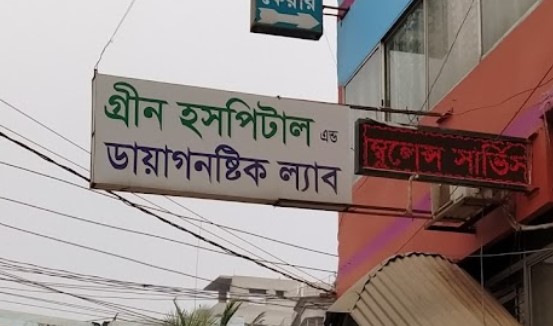 কেয়ার
গ্রীন হসপিটাল এন্ড
ডায়াগনষ্টিক ল্যাব
ম্বুলেন্স সার্ভিস